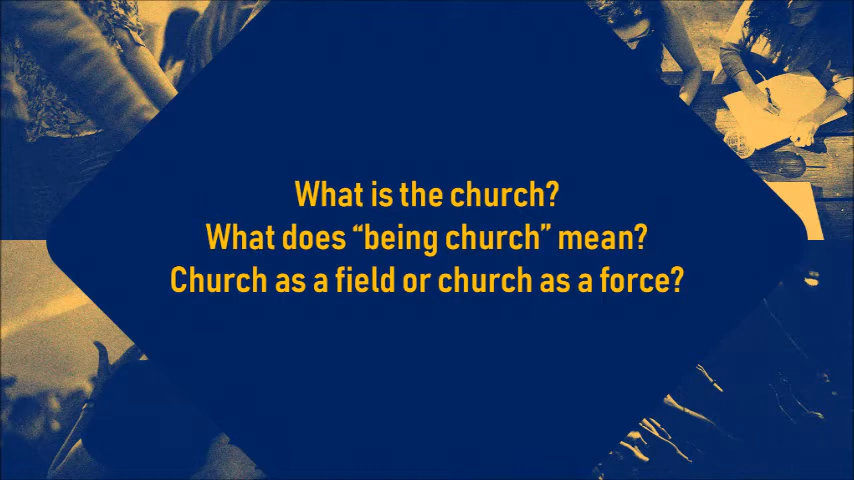 What is the church?
What does “being church” mean?
Church as a field or church as a force?